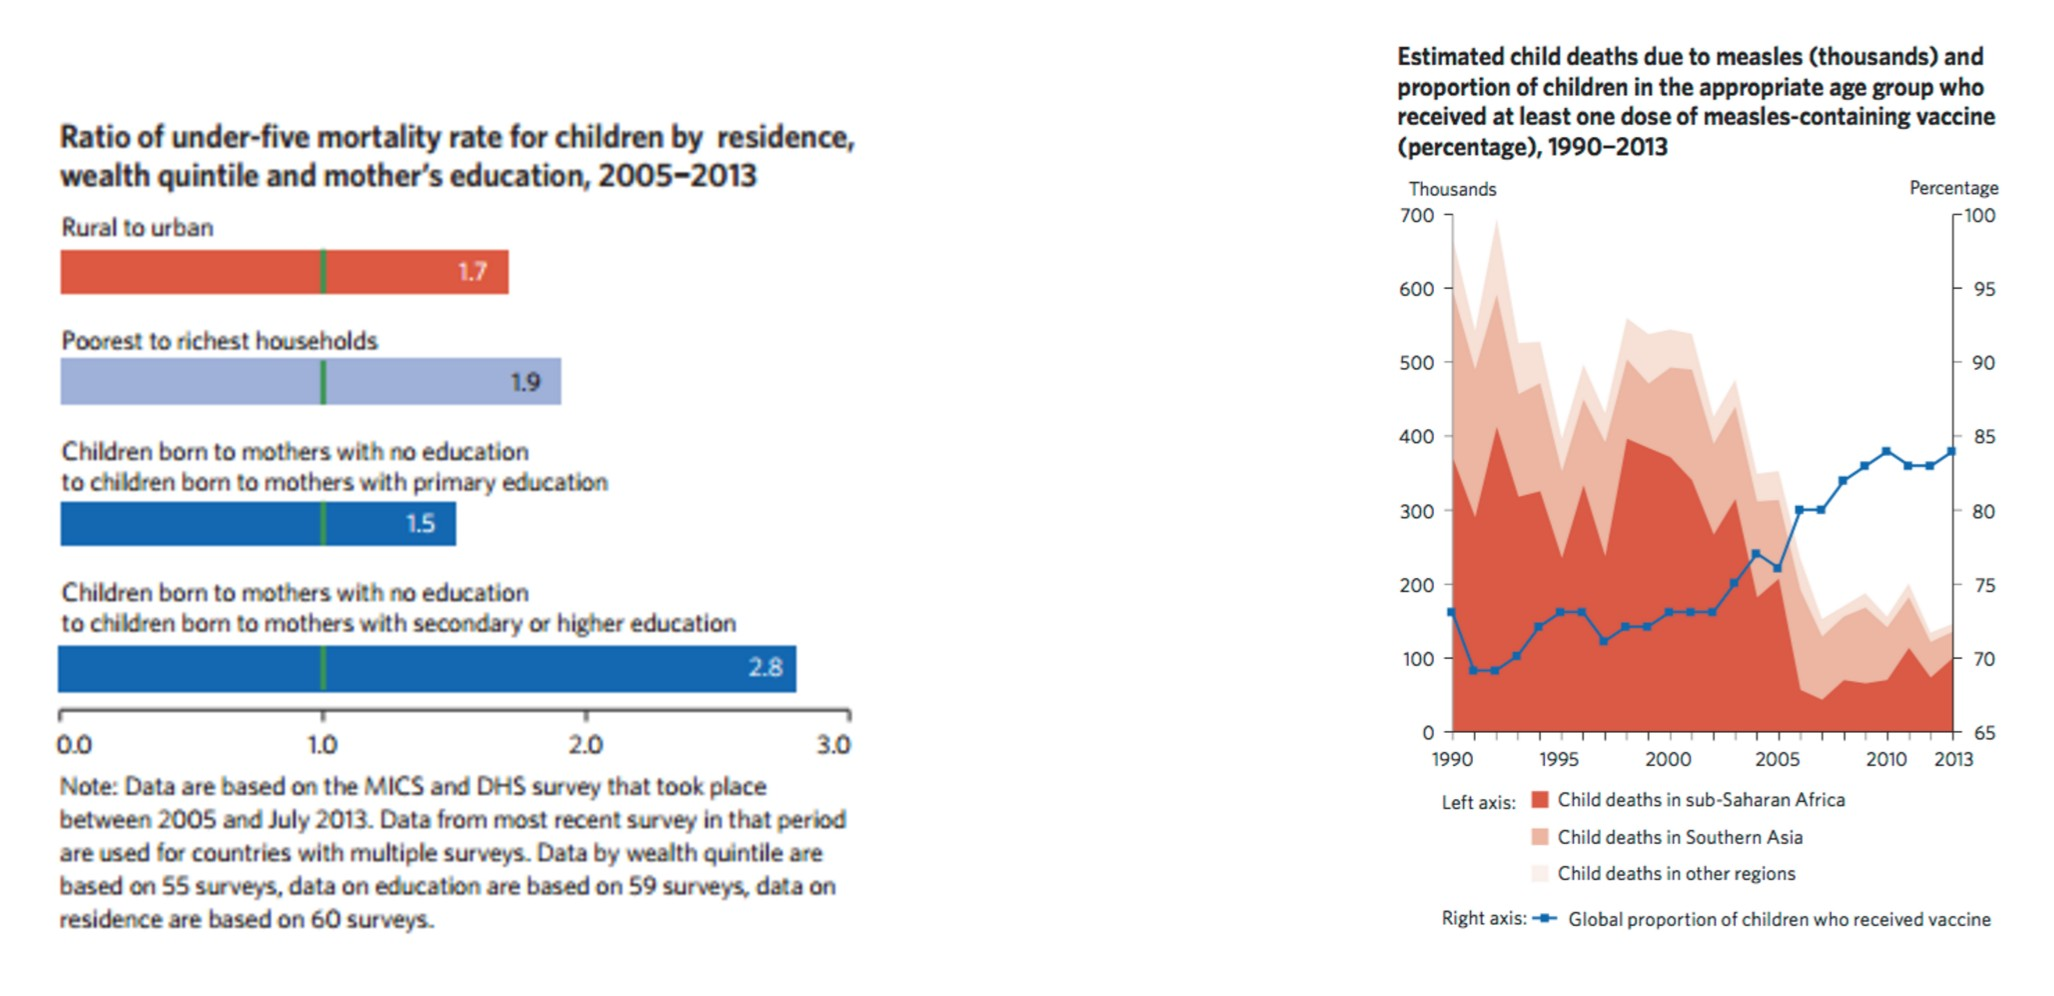 Ratio of under-five mortality rate for children by residence,
wealth quintile and mother's education, 2005–2013
Rural to urban
1.7
Poorest to richest households
1.9
Children born to mothers with no education
to children born to mothers with primary education
1.5
Children born to mothers with no education
to children born to mothers with secondary or higher education
2.8
0.0 1.0 2.0 3.0
Note: Data are based on the MICS and DHS survey that took place
between 2005 and July 2013. Data from most recent survey in that period
are used for countries with multiple surveys. Data by wealth quintile are
based on 55 surveys, data on education are based on 59 surveys, data on
residence are based on 60 surveys.
Estimated child deaths due to measles (thousands) and
proportion of children in the appropriate age group who
received at least one dose of measles-containing vaccine
(percentage), 1990–2013
Thousands Percentage
700 100
600 95
500 90
400 85
300 80
200 75
100 70
0 65
1990 1995 2000 2005 2010 2013
Left axis: Child deaths in sub-Saharan Africa
Child deaths in Southern Asia
Child deaths in other regions
Right axis: Global proportion of children who received vaccine